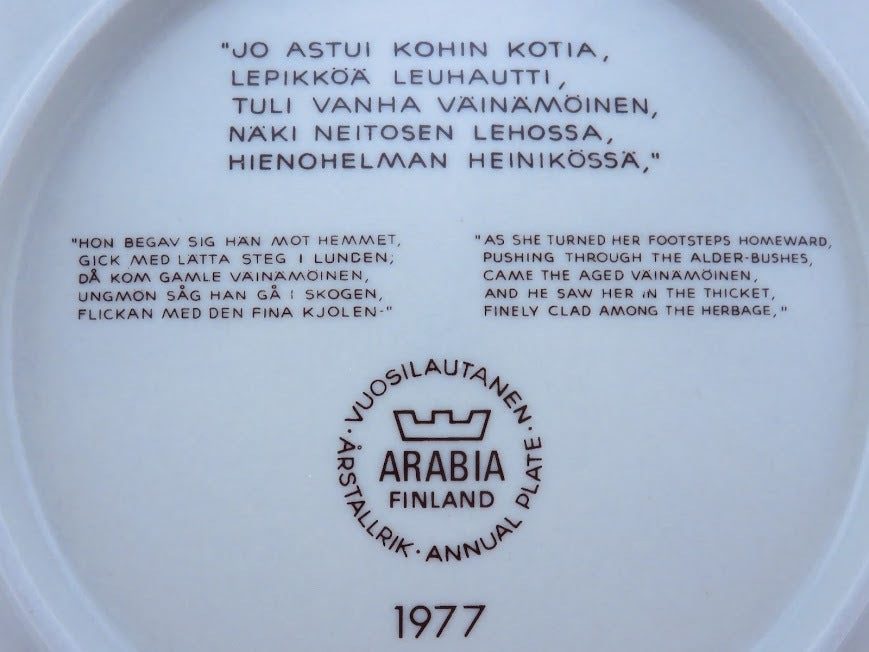 "JO ASTUI KOHIN KOTIA,
LEPIKKÖÄ LEUHAUTTI,
TULI VANHA VÄINÄMÖINEN,
NÄKI NEITOSEN LEHOSSA,
HIENOHELMAN HEINIKÖSSÄ,"
"HON BEGAV SIG HÄN MOT HEMMET,
GICK MED LÄTTA STEG I LUNDEN;
DÅ KOM GAMLE VÄINÄMÖINEN,
UNGMÖN SÅG HAN GÅ I SKOGEN,
FLICKAN MED DEN FINA KJOLEN-"
"AS SHE TURNED HER FOOTSTEPS HOMEWARD,
PUSHING THROUGH THE ALDER-BUSHES,
CAME THE AGED VÄINÄMÖINEN,
AND HE SAW HER IN THE THICKET,
FINELY CLAD AMONG THE HERBAGE,"
· VUOSILAUTANEN ·
ARABIA
FINLAND
ÅRSTALLRIK · ANNUAL PLATE
1977